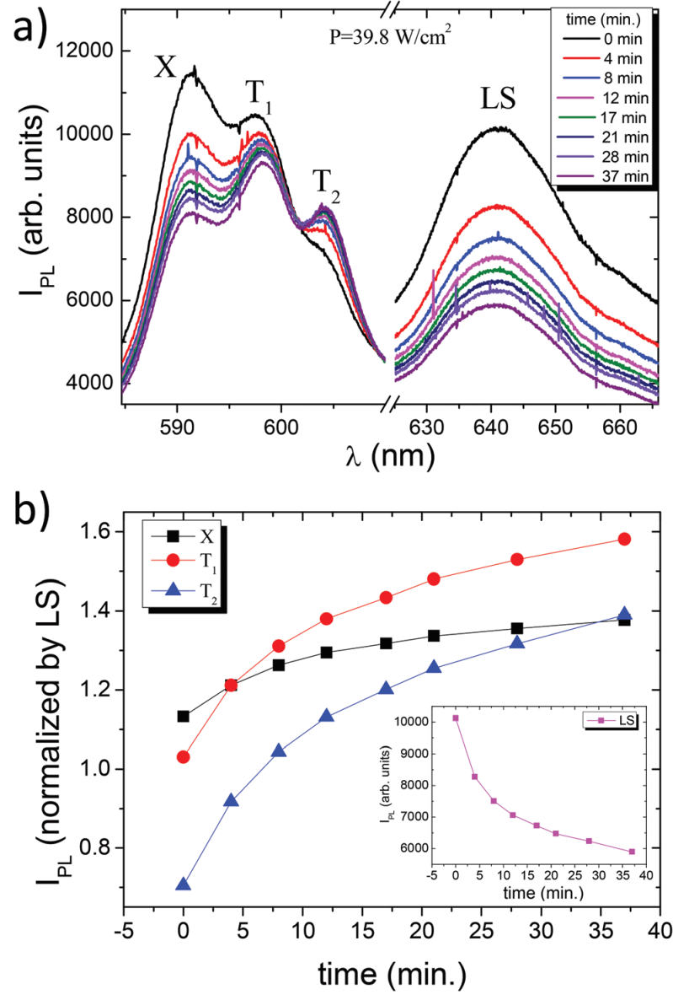 a)
P=39.8 W/cm²
time (min.)
0 min
4 min
8 min
12 min
17 min
21 min
28 min
37 min
X
T₁
T₂
LS
12000
10000
8000
6000
4000
I_PL (arb. units)
590 600 630 640 650 660
λ (nm)
b)
X
T₁
T₂
1.6
1.4
1.2
1.0
0.8
I_PL (normalized by LS)
LS
10000
9000
8000
7000
6000
I_PL (arb. units)
-5 0 5 10 15 20 25 30 35 40
time (min.)
-5 0 5 10 15 20 25 30 35 40
time (min.)